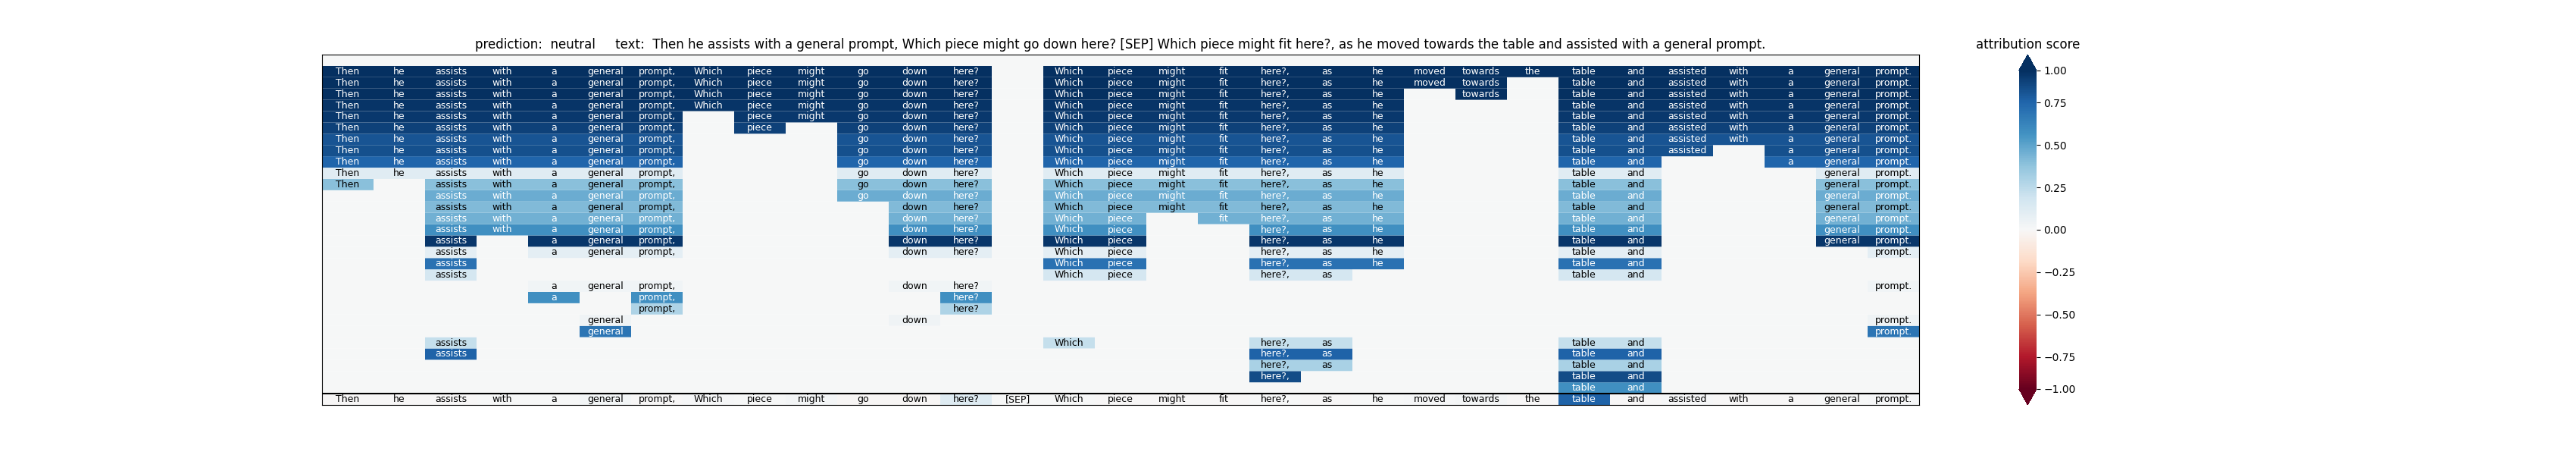 prediction: neutral text: Then he assists with a general prompt, Which piece might go down here? [SEP] Which piece might fit here?, as he moved towards the table and assisted with a general prompt.
Then he assists with a general prompt, Which piece might go down here? Which piece might fit here?, as he moved towards the table and assisted with a general prompt.
Then he assists with a general prompt, Which piece might go down here? Which piece might fit here?, as he moved towards table and assisted with a general prompt.
Then he assists with a general prompt, Which piece might go down here? Which piece might fit here?, as he towards table and assisted with a general prompt.
Then he assists with a general prompt, Which piece might go down here? Which piece might fit here?, as he table and assisted with a general prompt.
Then he assists with a general prompt, piece might go down here? Which piece might fit here?, as he table and assisted with a general prompt.
Then he assists with a general prompt, piece go down here? Which piece might fit here?, as he table and assisted with a general prompt.
Then he assists with a general prompt, go down here? Which piece might fit here?, as he table and assisted with a general prompt.
Then he assists with a general prompt, go down here? Which piece might fit here?, as he table and assisted a general prompt.
Then he assists with a general prompt, go down here? Which piece might fit here?, as he table and a general prompt.
Then he assists with a general prompt, go down here? Which piece might fit here?, as he table and general prompt.
Then assists with a general prompt, go down here? Which piece might fit here?, as he table and general prompt.
assists with a general prompt, go down here? Which piece might fit here?, as he table and general prompt.
assists with a general prompt, down here? Which piece might fit here?, as he table and general prompt.
assists with a general prompt, down here? Which piece fit here?, as he table and general prompt.
assists with a general prompt, down here? Which piece here?, as he table and general prompt.
assists a general prompt, down here? Which piece here?, as he table and general prompt.
assists a general prompt, down here? Which piece here?, as he table and prompt.
assists Which piece here?, as he table and
assists Which piece here?, as table and
a general prompt, down here? prompt.
a prompt, here?
prompt, here?
general down prompt.
general prompt.
assists Which here?, as table and
assists here?, as table and
here?, as table and
here?, table and
table and
Then he assists with a general prompt, Which piece might go down here? [SEP] Which piece might fit here?, as he moved towards the table and assisted with a general prompt.
attribution score
1.00
0.75
0.50
0.25
0.00
−0.25
−0.50
−0.75
−1.00